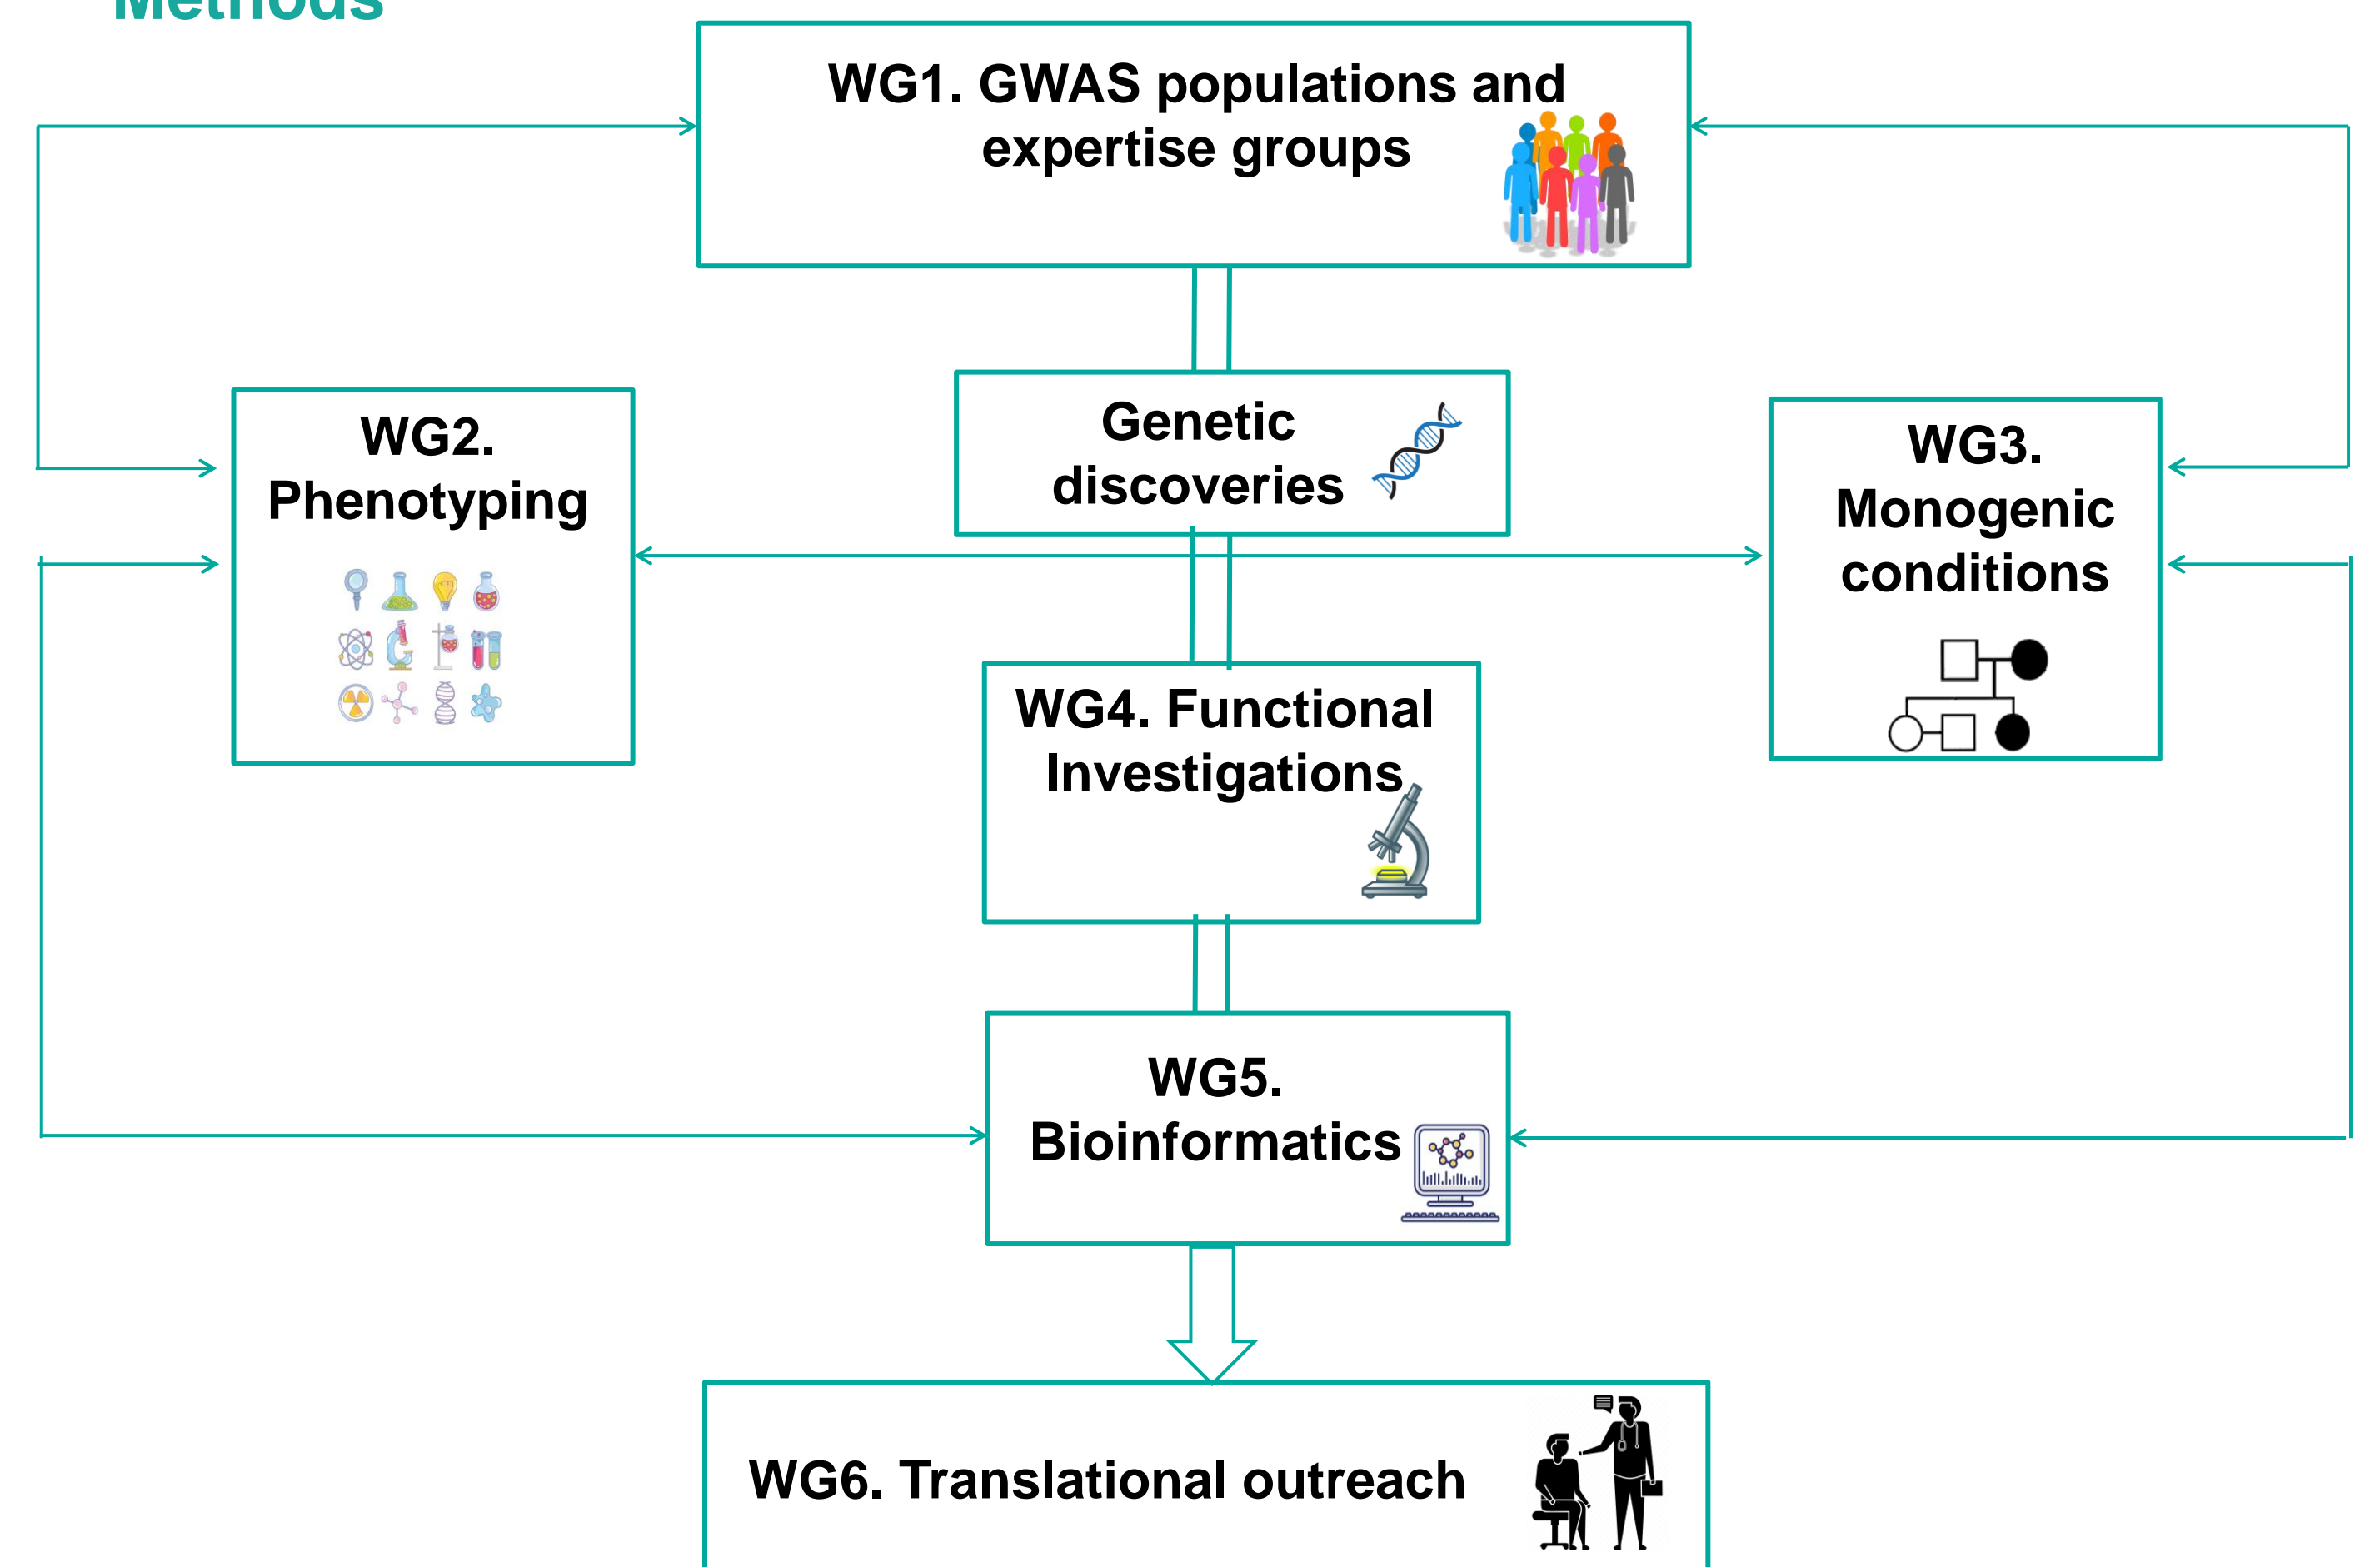 Methods
WG1. GWAS populations and
expertise groups
Genetic
discoveries
WG2.
Phenotyping
WG3.
Monogenic
conditions
WG4. Functional
Investigations
WG5.
Bioinformatics
WG6. Translational outreach